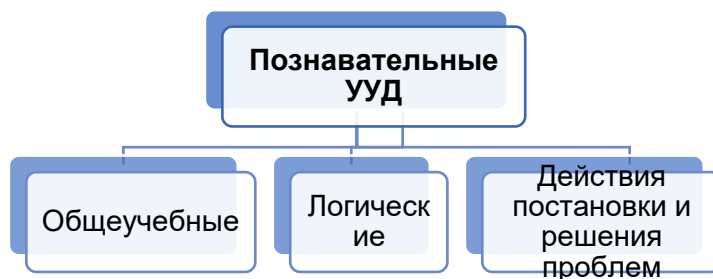 Познавательные
УУД
Общеучебные
Логическ
ие
Действия
постановки и
решения
проблем